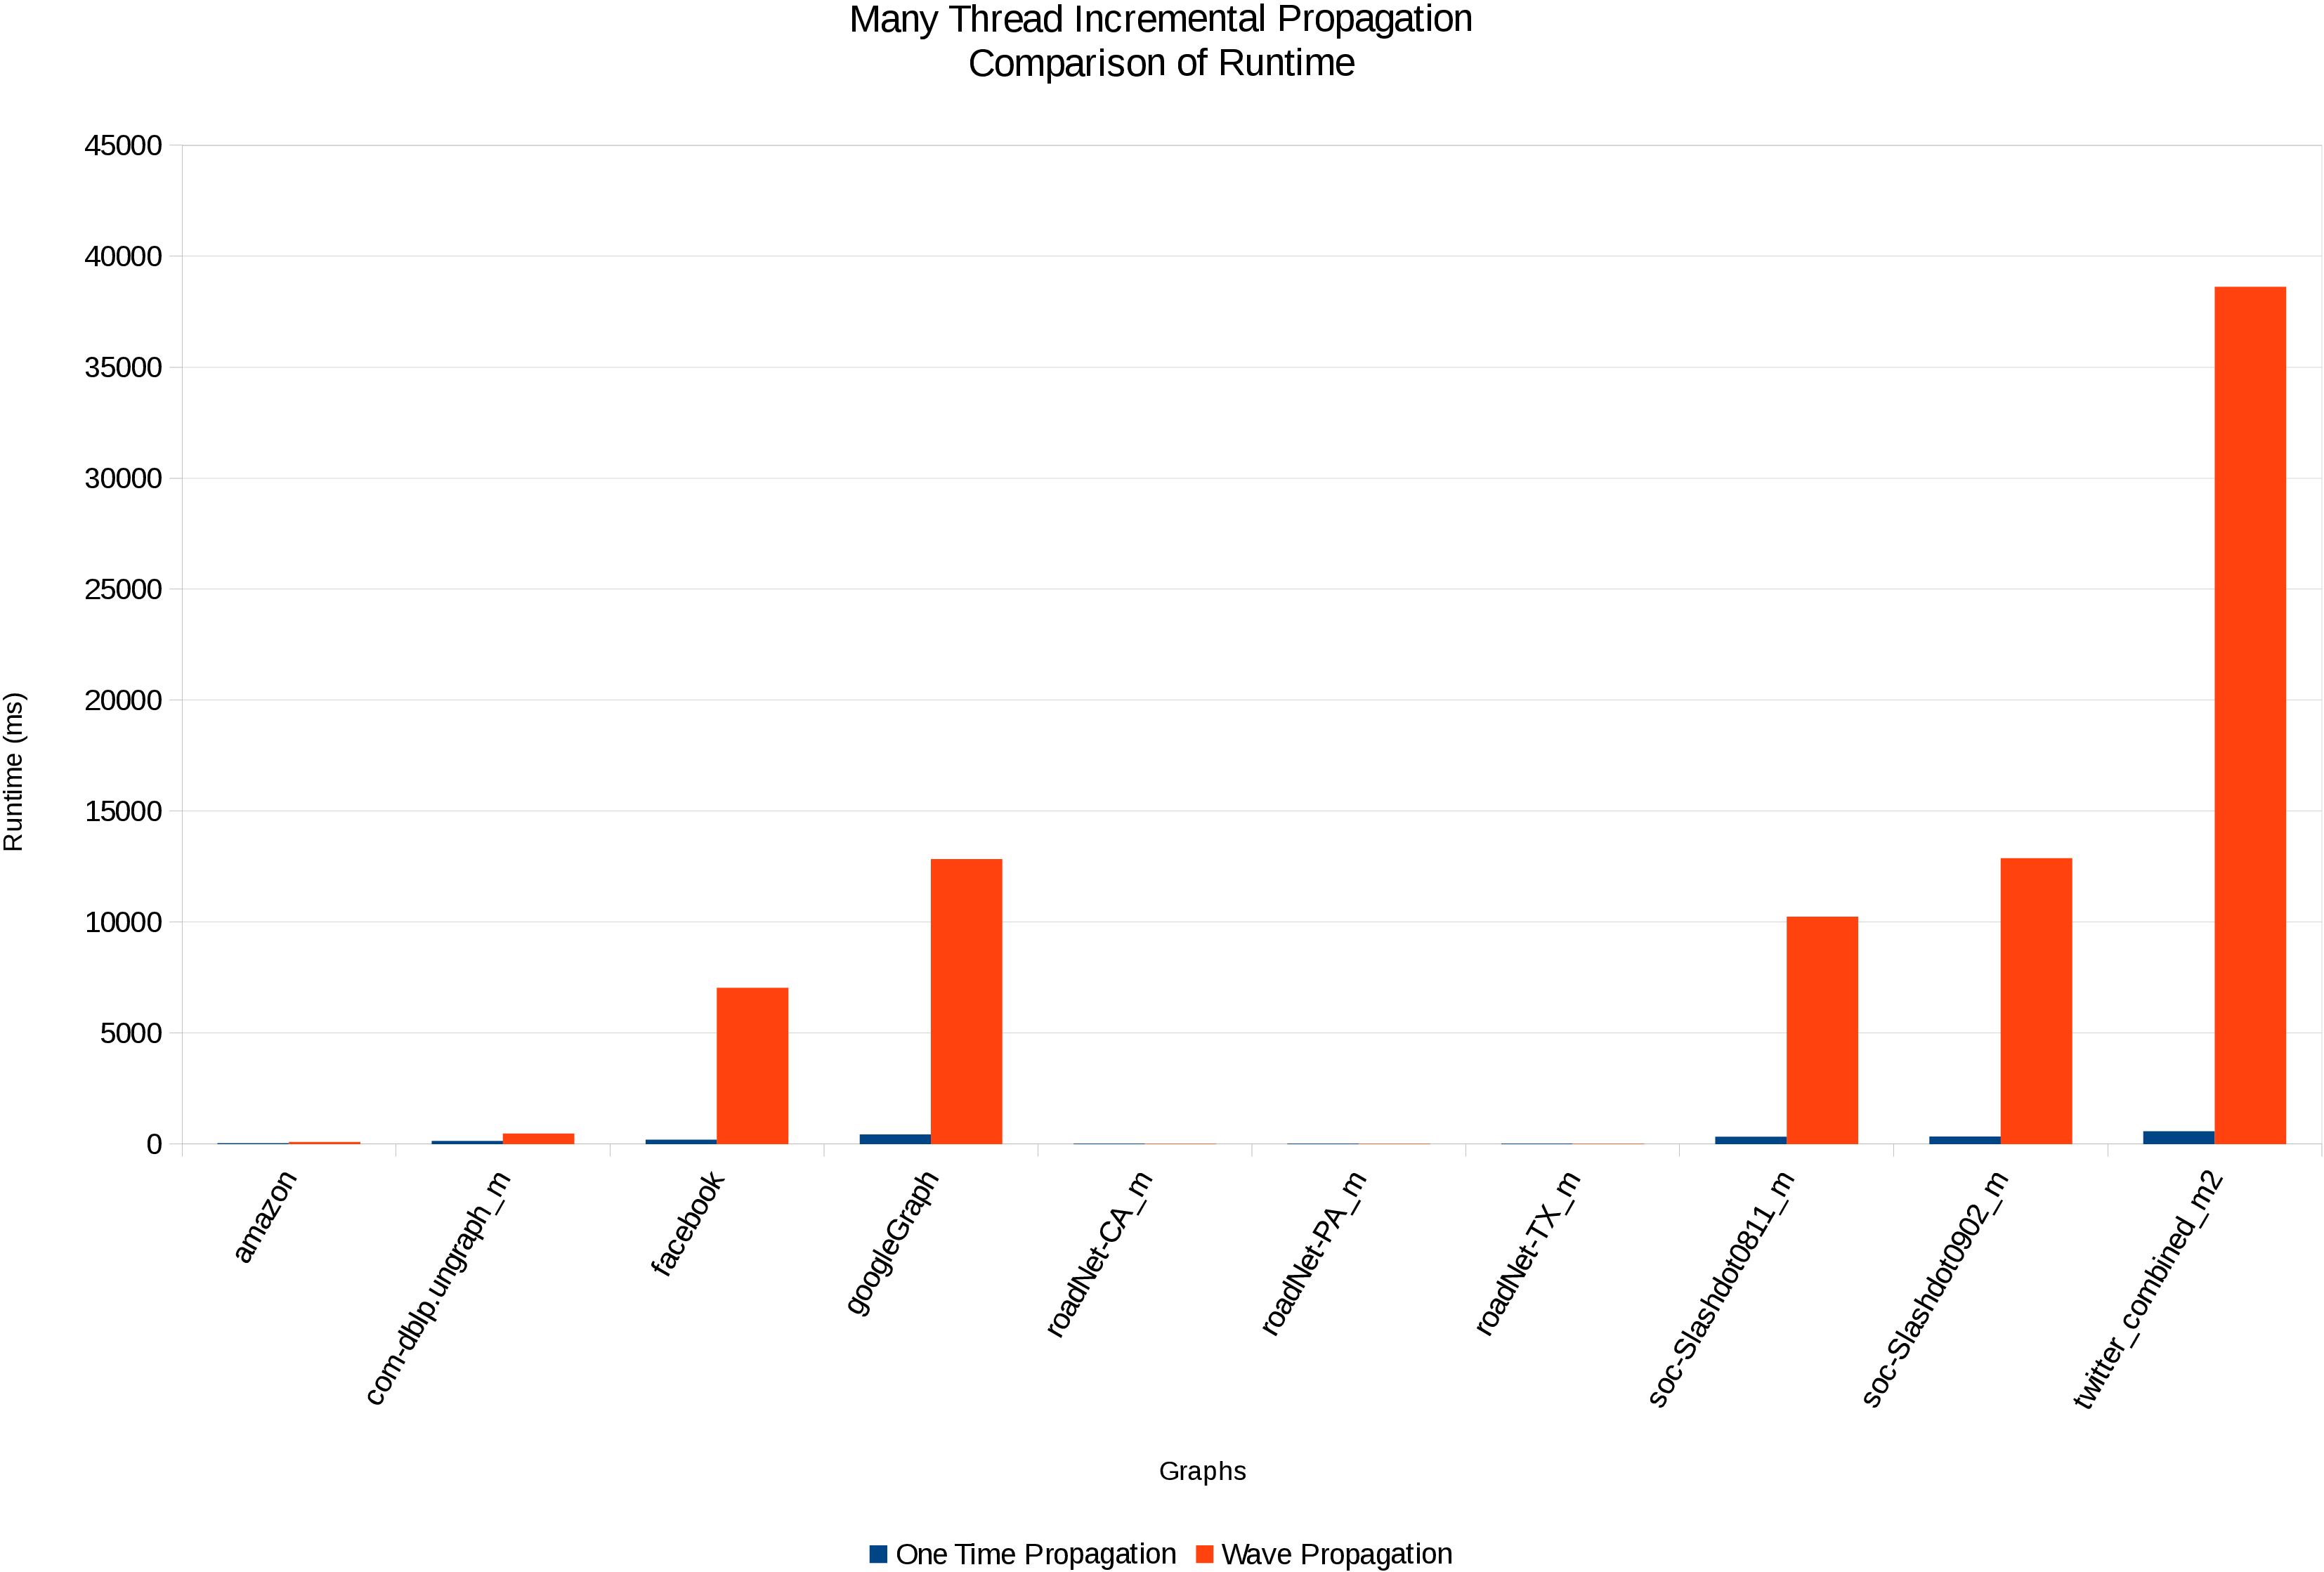 Many Thread Incremental Propagation
Comparison of Runtime
45000
40000
35000
30000
25000
20000
15000
10000
5000
0
Runtime (ms)
amazon
com-dblp.ungraph_m
facebook
googleGraph
roadNet-CA_m
roadNet-PA_m
roadNet-TX_m
soc-Slashdot0811_m
soc-Slashdot0902_m
twitter_combined_m2
Graphs
One Time Propagation
Wave Propagation